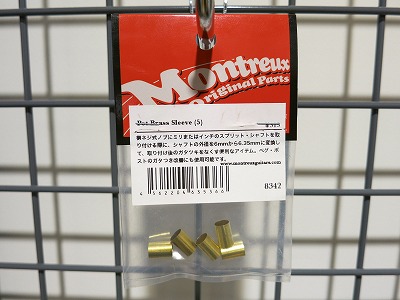 Montreux
Original Parts
Pot Brass Sleeve (5)
横ネジ式ノブにミリまたはインチのスプリット・シャフトを取
り付ける際に、シャフトの外径を6mmから6.35mmに変換し
て、取り付け後のガタツキをなくす便利なアイテム。ペグ・ポ
ストのガタつき改善にも使用可能です。
www.montreuxguitars.com
8342
4562204655566